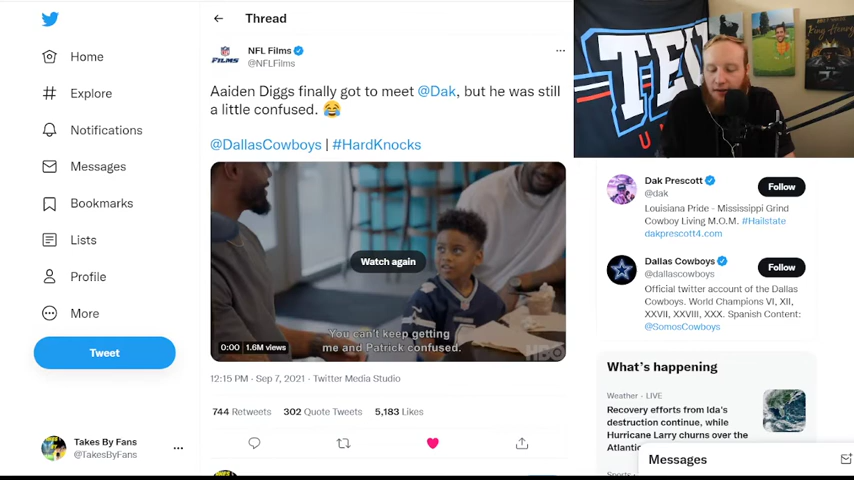 Thread
NFL Films
@NFLFilms
FILMS
Aaiden Diggs finally got to meet @Dak, but he was still
a little confused. 😂
@DallasCowboys | #HardKnocks
Watch again
You can't keep getting
me and Patrick confused.
0:00 1.6M views
HBO
12:15 PM · Sep 7, 2021 · Twitter Media Studio
744 Retweets 302 Quote Tweets 5,183 Likes
Home
Explore
Notifications
Messages
Bookmarks
Lists
Profile
More
Tweet
Takes By Fans
@TakesByFans
King Henry
Dak Prescott
@dak
Follow
Louisiana Pride - Mississippi Grind
Cowboy Living M.O.M. #Hailstate
dakprescott4.com
Dallas Cowboys
@dallascowboys
Follow
Official twitter account of the Dallas
Cowboys. World Champions VI, XII,
XXVII, XXVIII, XXX. Spanish Content:
@SomosCowboys
What's happening
Weather · LIVE
Recovery efforts from Ida's
destruction continue, while
Hurricane Larry churns over the
Atlantic
Messages